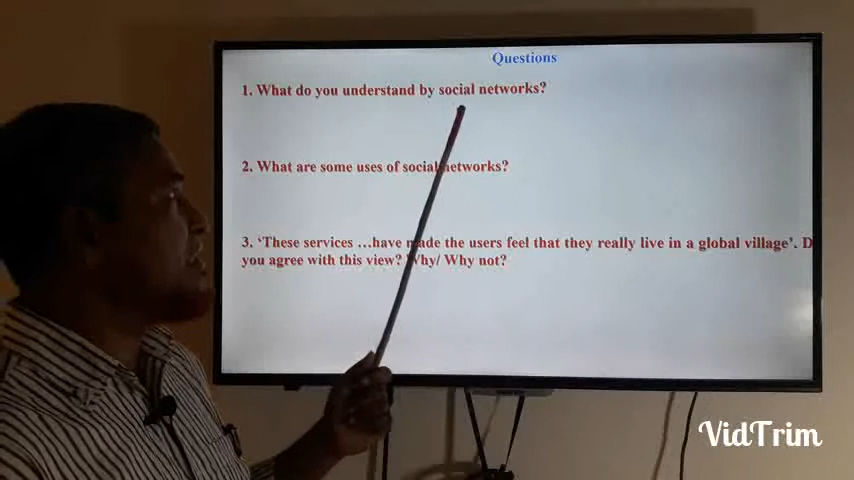 Questions
1. What do you understand by social networks?
2. What are some uses of social networks?
3. ‘These services ...have made the users feel that they really live in a global village’. D
you agree with this view? Why/ Why not?
VidTrim